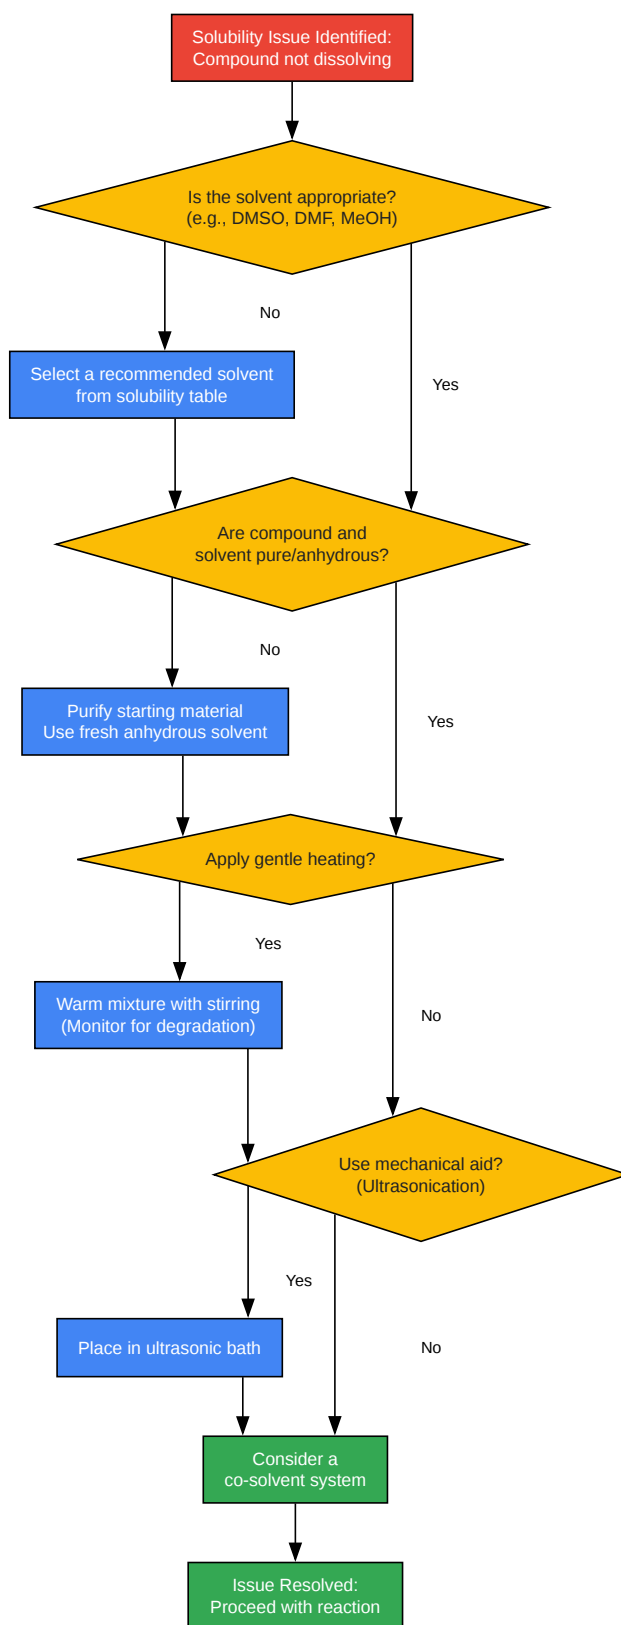 Solubility Issue Identified:
Compound not dissolving
Is the solvent appropriate?
(e.g., DMSO, DMF, MeOH)
No
Select a recommended solvent
from solubility table
Yes
Are compound and
solvent pure/anhydrous?
No
Purify starting material
Use fresh anhydrous solvent
Yes
Apply gentle heating?
Yes
Warm mixture with stirring
(Monitor for degradation)
No
Use mechanical aid?
(Ultrasonication)
Yes
Place in ultrasonic bath
No
Consider a
co-solvent system
Issue Resolved:
Proceed with reaction